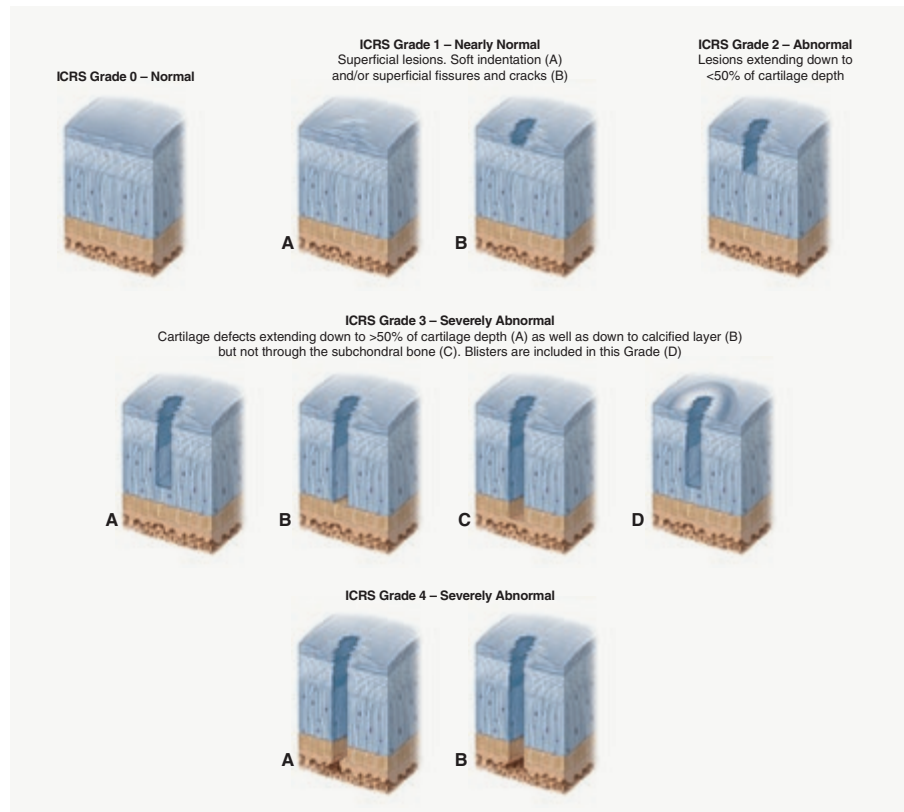 ICRS Grade 0 – Normal
ICRS Grade 1 – Nearly Normal
Superficial lesions. Soft indentation (A)
and/or superficial fissures and cracks (B)
ICRS Grade 2 – Abnormal
Lesions extending down to
<50% of cartilage depth
A
B
ICRS Grade 3 – Severely Abnormal
Cartilage defects extending down to >50% of cartilage depth (A) as well as down to calcified layer (B)
but not through the subchondral bone (C). Blisters are included in this Grade (D)
A
B
C
D
ICRS Grade 4 – Severely Abnormal
A
B